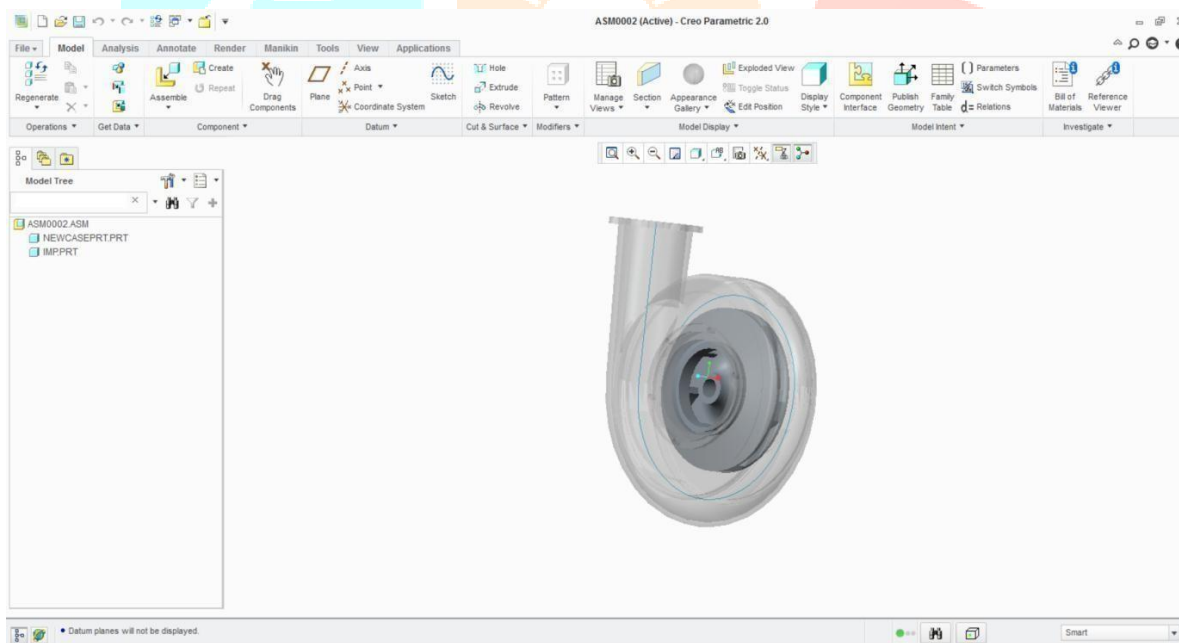 ASM0002 (Active) - Creo Parametric 2.0
File Model Analysis Annotate Render Manikin Tools View Applications
Regenerate
Operations
Get Data
Assemble
Create
Repeat
Drag Components
Component
Plane
Axis
Point
Coordinate System
Sketch
Datum
Hole
Extrude
Revolve
Cut & Surface
Pattern
Modifiers
Manage Views
Section
Appearance Gallery
Exploded View
Toggle Status
Edit Position
Display Style
Model Display
Component Interface
Publish Geometry
Family Table
Parameters
Switch Symbols
d= Relations
Model Intent
Bill of Materials
Reference Viewer
Investigate
Model Tree
ASM0002.ASM
NEWCASEPRT.PRT
IMP.PRT
Datum planes will not be displayed.
Smart